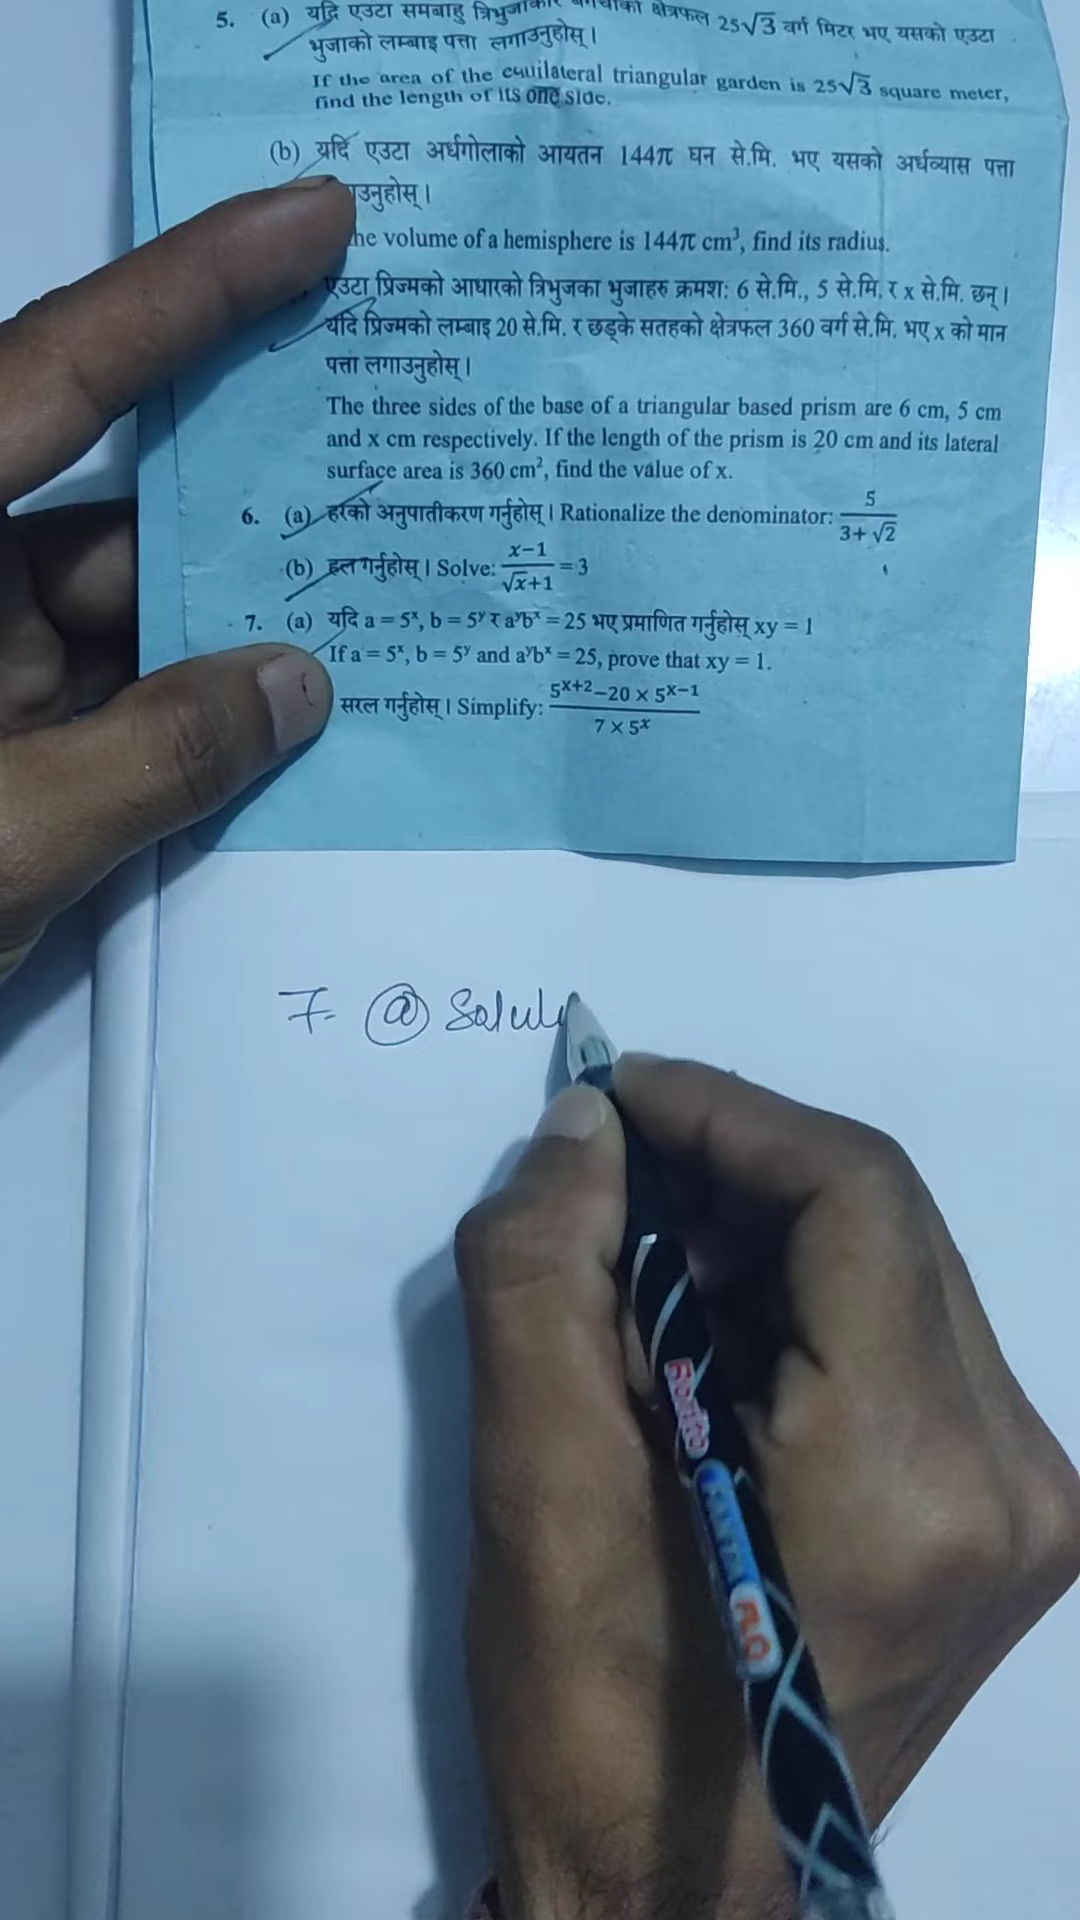 5. (a) यदि एउटा समबाहु त्रिभुजाकार क्षेत्रफल 25√3 वर्ग मिटर भए यसको एउटा
भुजाको लम्बाइ पत्ता लगाउनुहोस् ।
If the area of the equilateral triangular garden is 25√3 square meter,
find the length of its one side.
(b) यदि एउटा अर्धगोलाको आयतन 144π घन से.मि. भए यसको अर्धव्यास पत्ता
उनुहोस् ।
he volume of a hemisphere is 144π cm³, find its radius.
एउटा प्रिज्मको आधारको त्रिभुजका भुजाहरु क्रमश: 6 से.मि., 5 से.मि. र x से.मि. छन् ।
यदि प्रिज्मको लम्बाइ 20 से.मि. र छड्के सतहको क्षेत्रफल 360 वर्ग से.मि. भए x को मान
पत्ता लगाउनुहोस् ।
The three sides of the base of a triangular based prism are 6 cm, 5 cm
and x cm respectively. If the length of the prism is 20 cm and its lateral
surface area is 360 cm², find the value of x.
6. (a) हरको अनुपातीकरण गर्नुहोस् । Rationalize the denominator: 5/(3+√2)
(b) हल गर्नुहोस् । Solve: (x−1)/(√x+1) = 3
7. (a) यदि a = 5ˣ, b = 5ʸ र aʸbˣ = 25 भए प्रमाणित गर्नुहोस् xy = 1
If a = 5ˣ, b = 5ʸ and aʸbˣ = 25, prove that xy = 1.
सरल गर्नुहोस् । Simplify: (5ˣ⁺²−20 × 5ˣ⁻¹)/(7 × 5ˣ)
7. (a) Solut